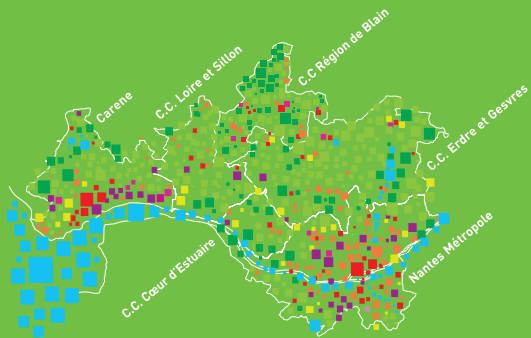 Carene
C.C. Loire et Sillon
C.C Région de Blain
C.C. Erdre et Gesvres
C.C. Cœur d'Estuaire
Nantes Métropole